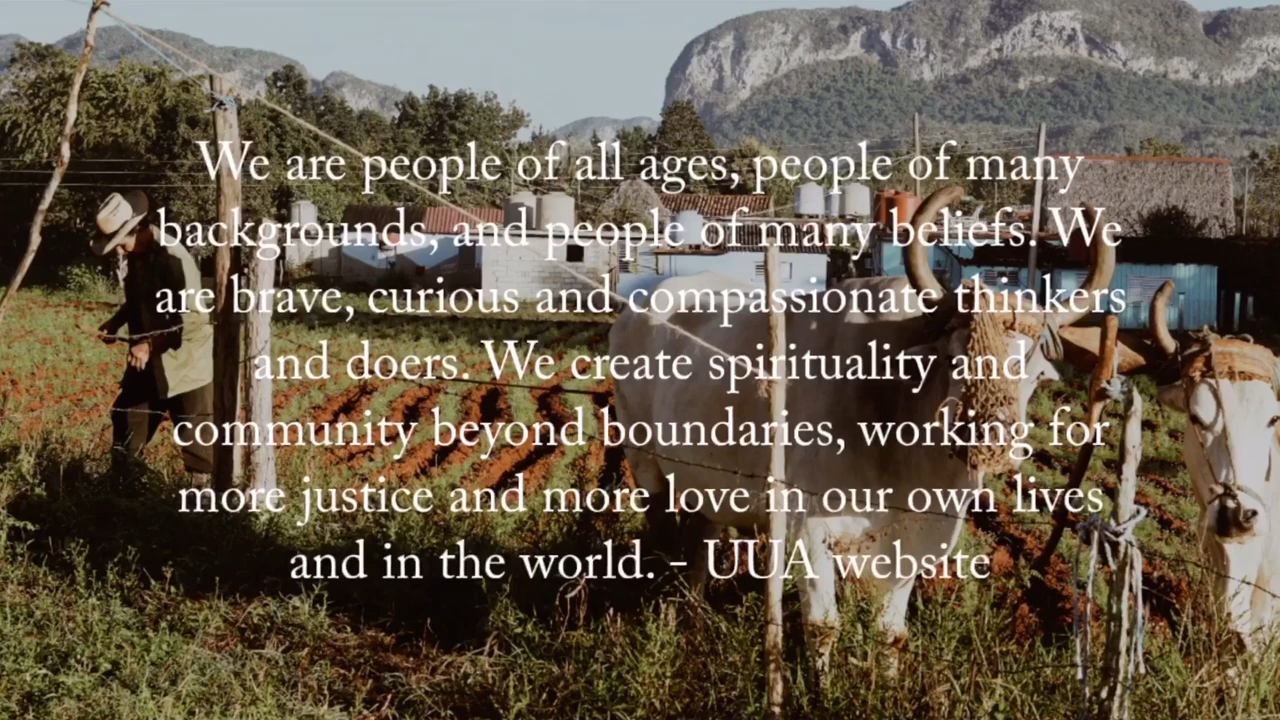 We are people of all ages, people of many
backgrounds, and people of many beliefs. We
are brave, curious and compassionate thinkers
and doers. We create spirituality and
community beyond boundaries, working for
more justice and more love in our own lives
and in the world. - UUA website